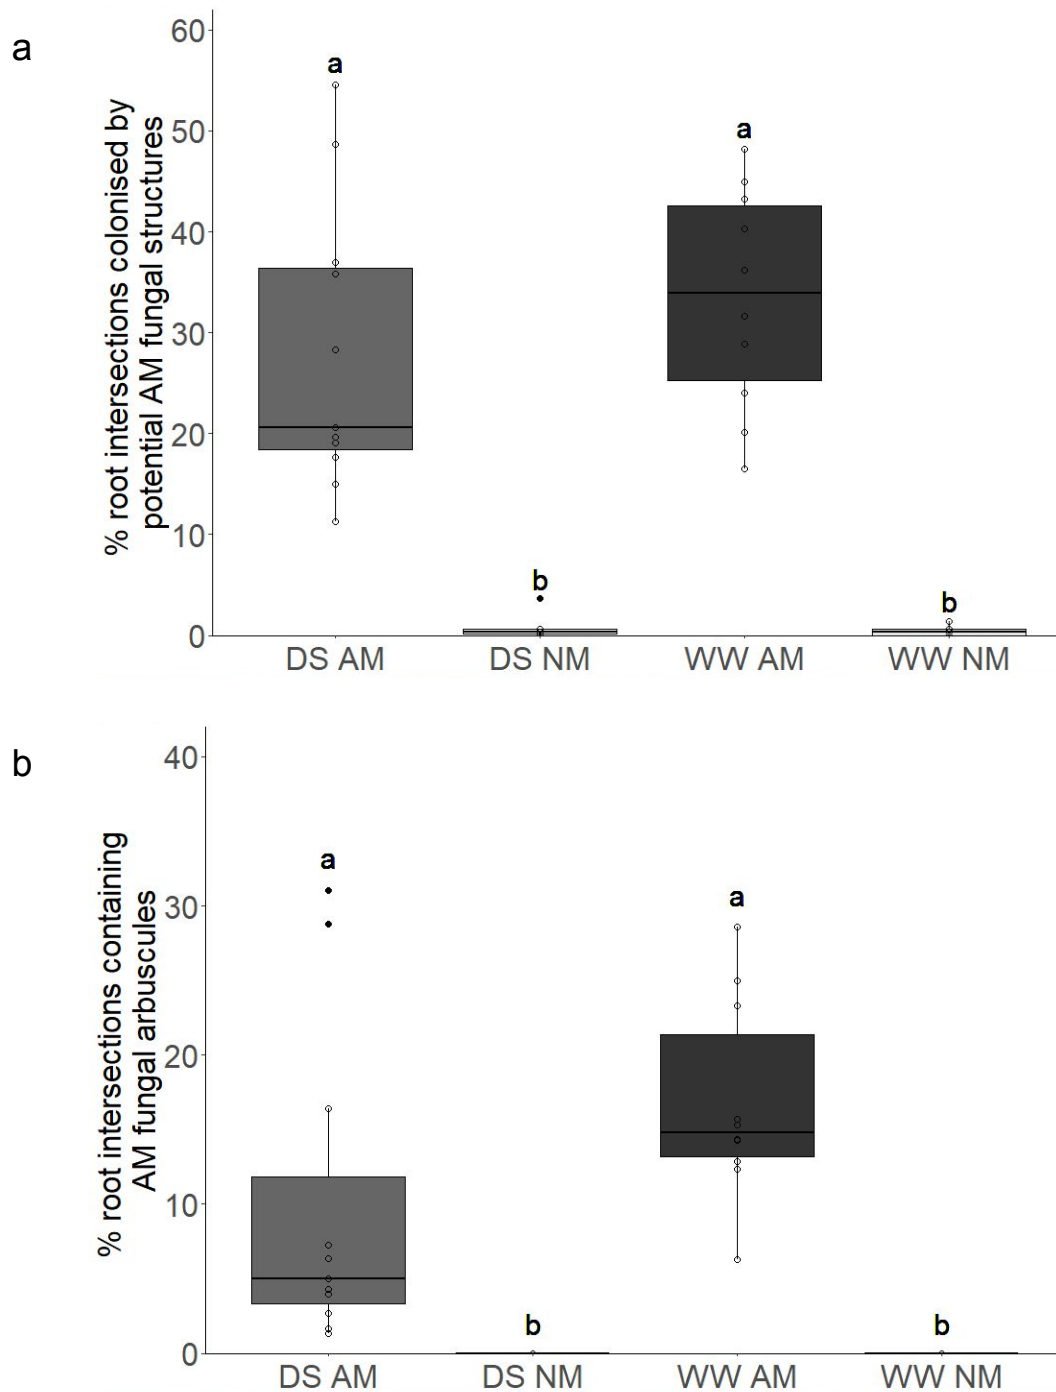 a
60
50
40
30
20
10
0
% root intersections colonised by
potential AM fungal structures
a
b
a
b
DS AM DS NM WW AM WW NM
b
40
30
20
10
0
% root intersections containing
AM fungal arbuscules
a
b
a
b
DS AM DS NM WW AM WW NM